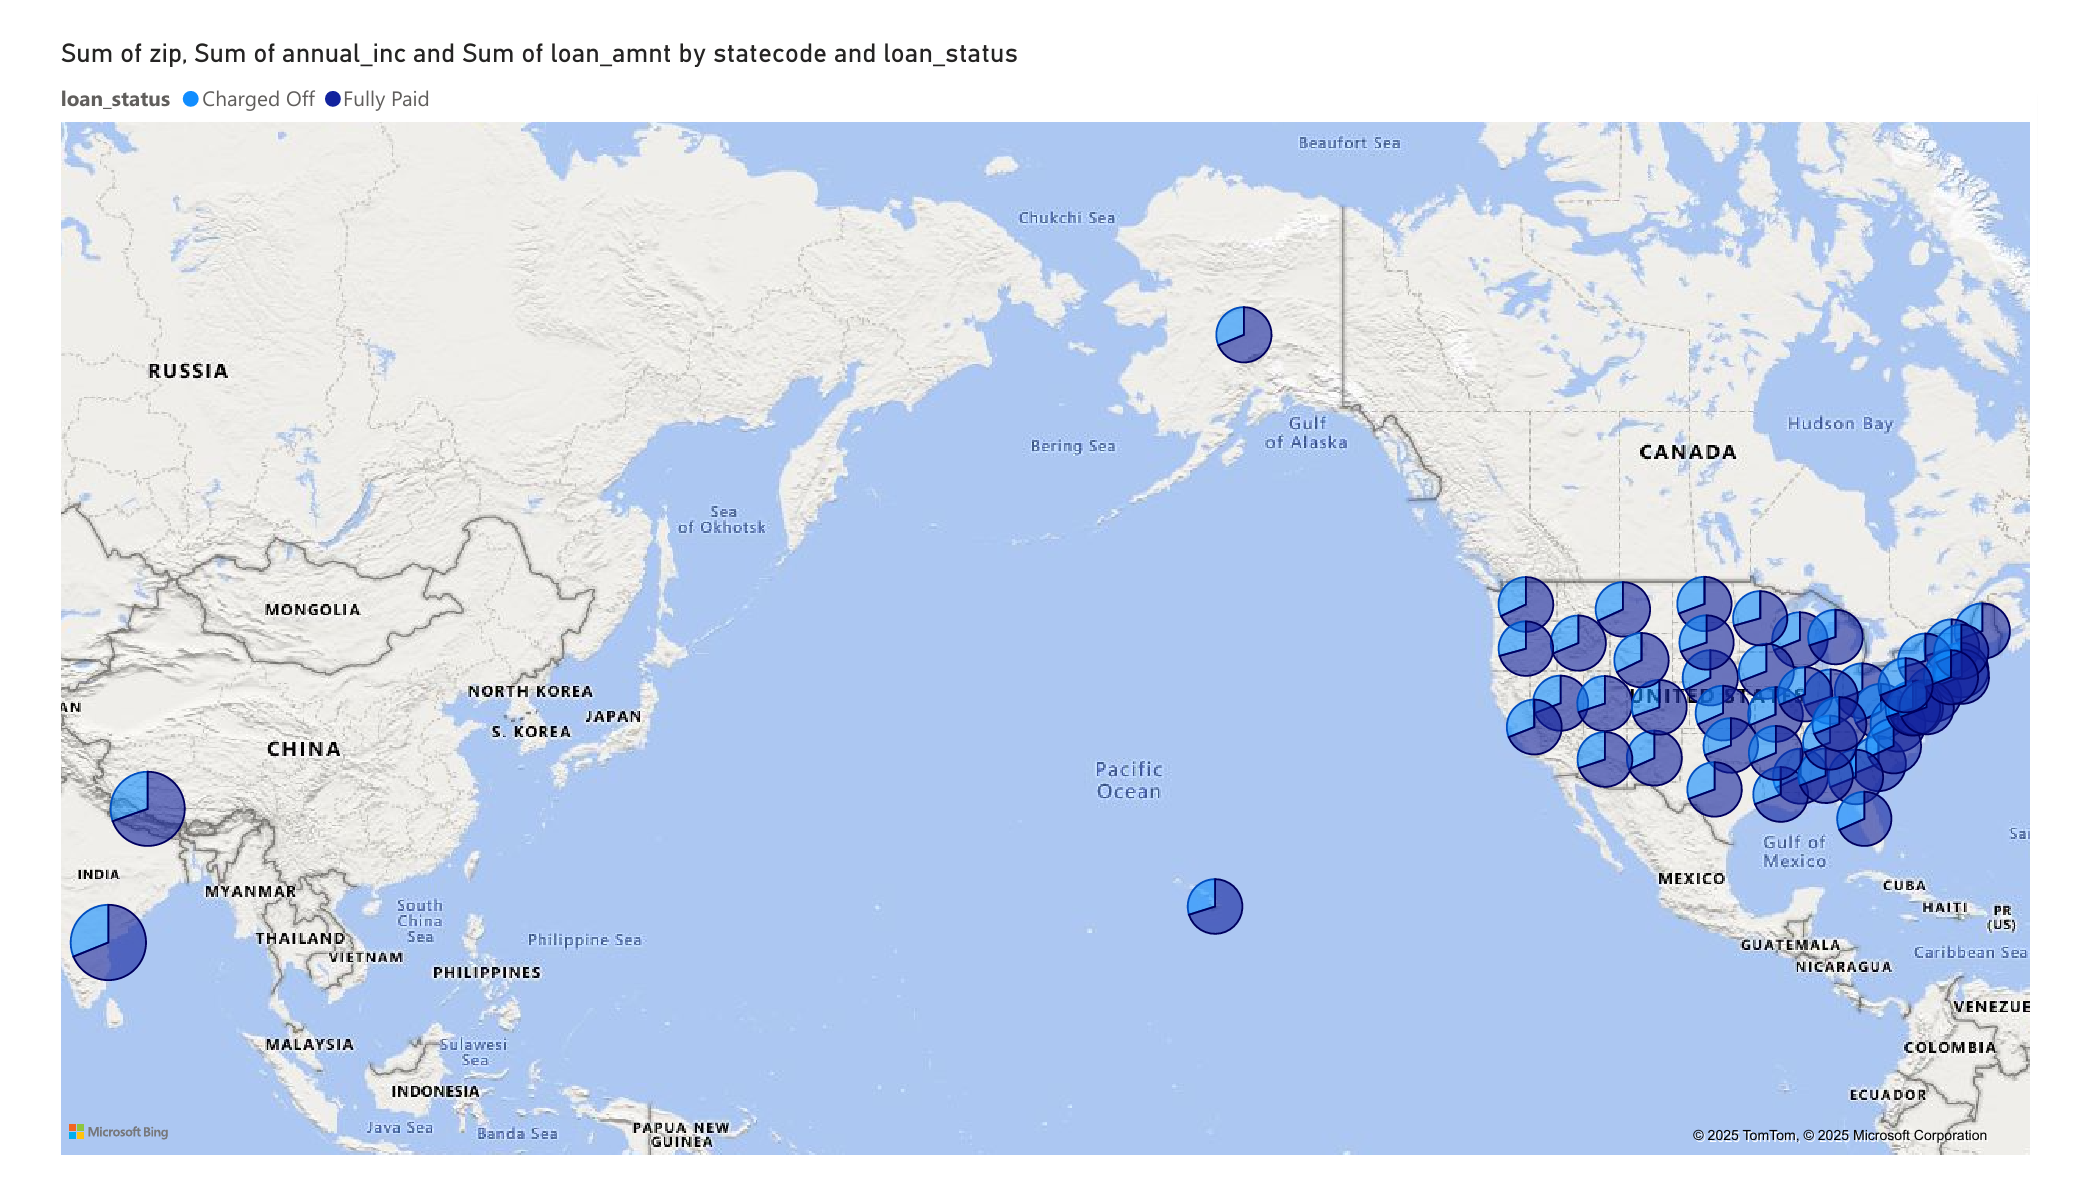 Sum of zip, Sum of annual_inc and Sum of loan_amnt by statecode and loan_status
loan_status Charged Off Fully Paid
Beaufort Sea
Chukchi Sea
RUSSIA
Gulf
of Alaska
Hudson Bay
Bering Sea
CANADA
Sea
of Okhotsk
MONGOLIA
NORTH KOREA
UNITED STATES
AN
JAPAN
S. KOREA
CHINA
Pacific
Ocean
Gulf of
Mexico
INDIA
MYANMAR
MEXICO
CUBA
South
China
Sea
HAITI
PR
(US)
THAILAND
Philippine Sea
VIETNAM
GUATEMALA
Caribbean Sea
PHILIPPINES
NICARAGUA
VENEZUE
MALAYSIA
Sulawesi
Sea
COLOMBIA
INDONESIA
ECUADOR
Java Sea
Banda Sea
PAPUA NEW
GUINEA
Microsoft Bing
© 2025 TomTom, © 2025 Microsoft Corporation